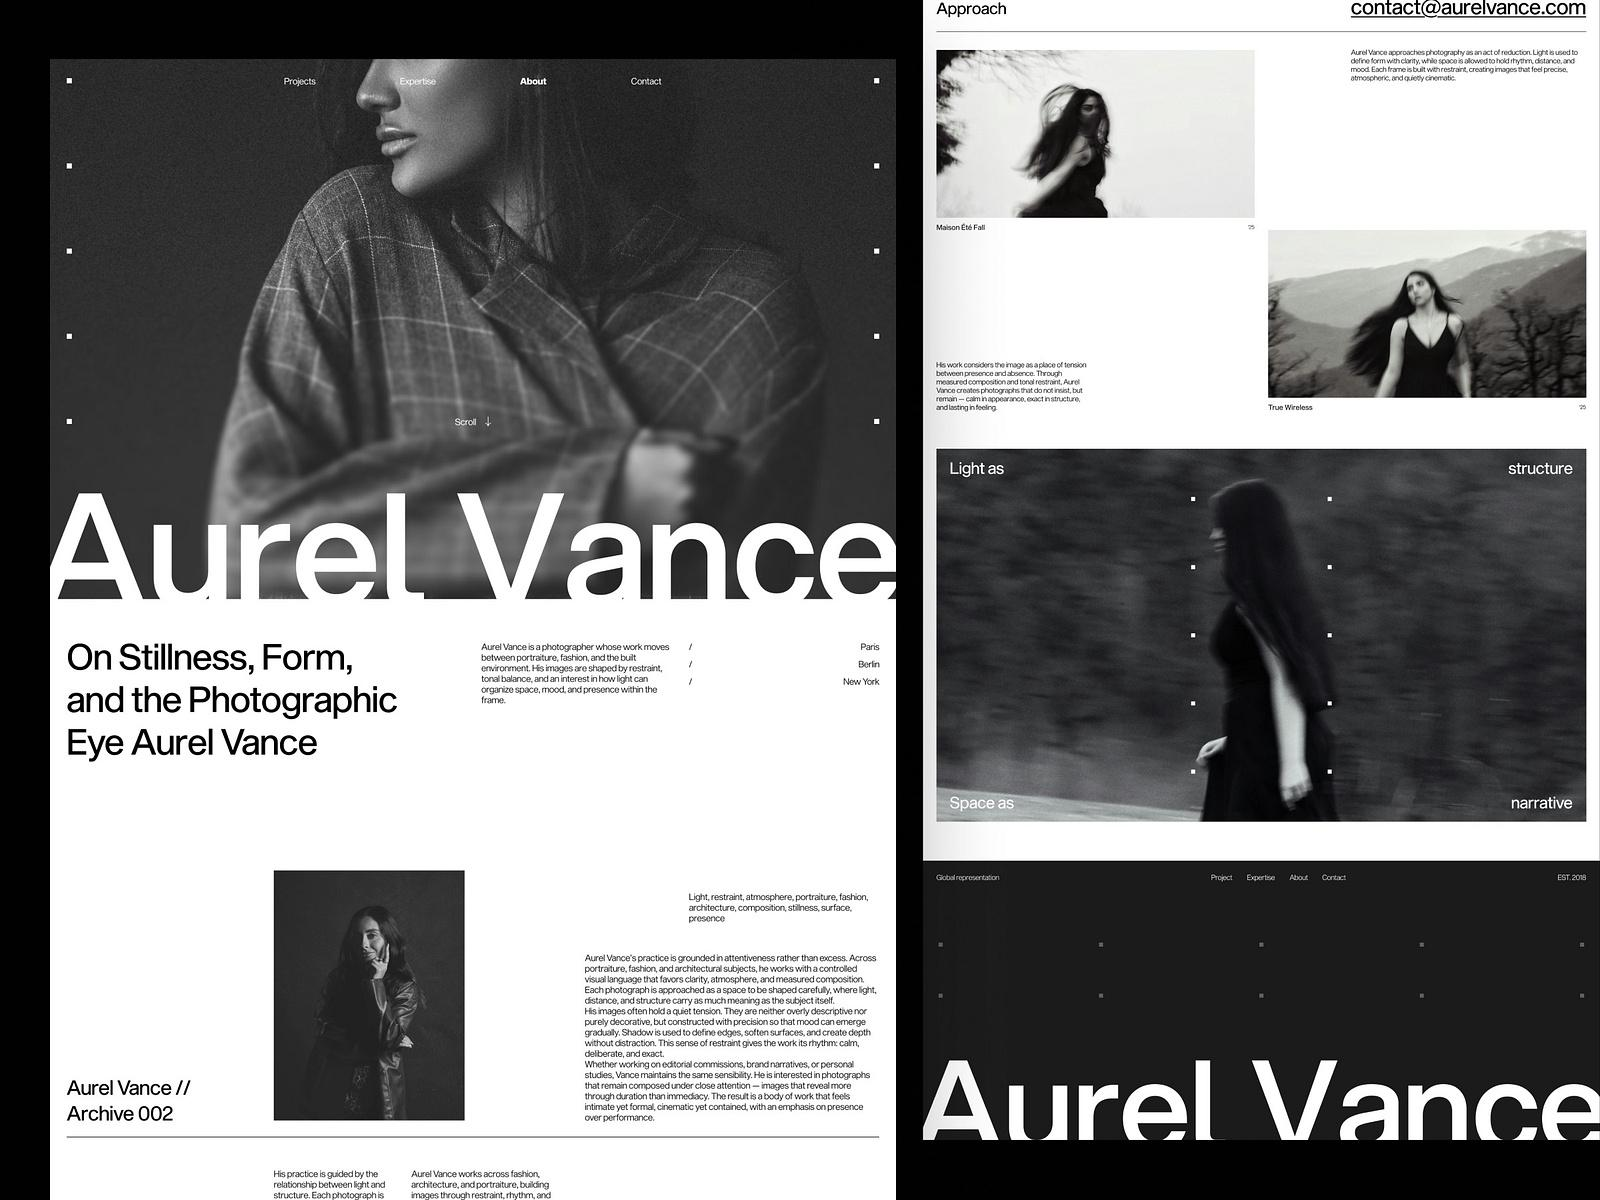 Projects
Expertise
About
Contact
Scroll ↓
Aurel Vance
On Stillness, Form,
and the Photographic
Eye Aurel Vance
Aurel Vance is a photographer whose work moves
between portraiture, fashion, and the built
environment. His images are shaped by restraint,
tonal balance, and an interest in how light can
organize space, mood, and presence within the
frame.
/ Paris
/ Berlin
/ New York
Light, restraint, atmosphere, portraiture, fashion,
architecture, composition, stillness, surface,
presence
Aurel Vance's practice is grounded in attentiveness rather than excess. Across
portraiture, fashion, and architectural subjects, he works with a controlled
visual language that favors clarity, atmosphere, and measured composition.
Each photograph is approached as a space to be shaped carefully, where light,
distance, and structure carry as much meaning as the subject itself.
His images often hold a quiet tension. They are neither overly descriptive nor
purely decorative, but constructed with precision so that mood can emerge
gradually. Shadow is used to define edges, soften surfaces, and create depth
without distraction. This sense of restraint gives the work its rhythm: calm,
deliberate, and exact.
Whether working on editorial commissions, brand narratives, or personal
studies, Vance maintains the same sensibility. He is interested in photographs
that remain composed under close attention — images that reveal more
through duration than immediacy. The result is a body of work that feels
intimate yet formal, cinematic yet contained, with an emphasis on presence
over performance.
Aurel Vance //
Archive 002
His practice is guided by the
relationship between light and
structure. Each photograph is
Aurel Vance works across fashion,
architecture, and portraiture, building
images through restraint, rhythm, and
Approach
contact@aurelvance.com
Aurel Vance approaches photography as an act of reduction. Light is used to
define form with clarity, while space is allowed to hold rhythm, distance, and
mood. Each frame is built with restraint, creating images that feel precise,
atmospheric, and quietly cinematic.
Maison Été Fall
'25
His work considers the image as a place of tension
between presence and absence. Through
measured composition and tonal restraint, Aurel
Vance creates photographs that do not insist, but
remain — calm in appearance, exact in structure,
and lasting in feeling.
True Wireless
'25
Light as
structure
Space as
narrative
Global representation
Project
Expertise
About
Contact
EST. 2018
Aurel Vance